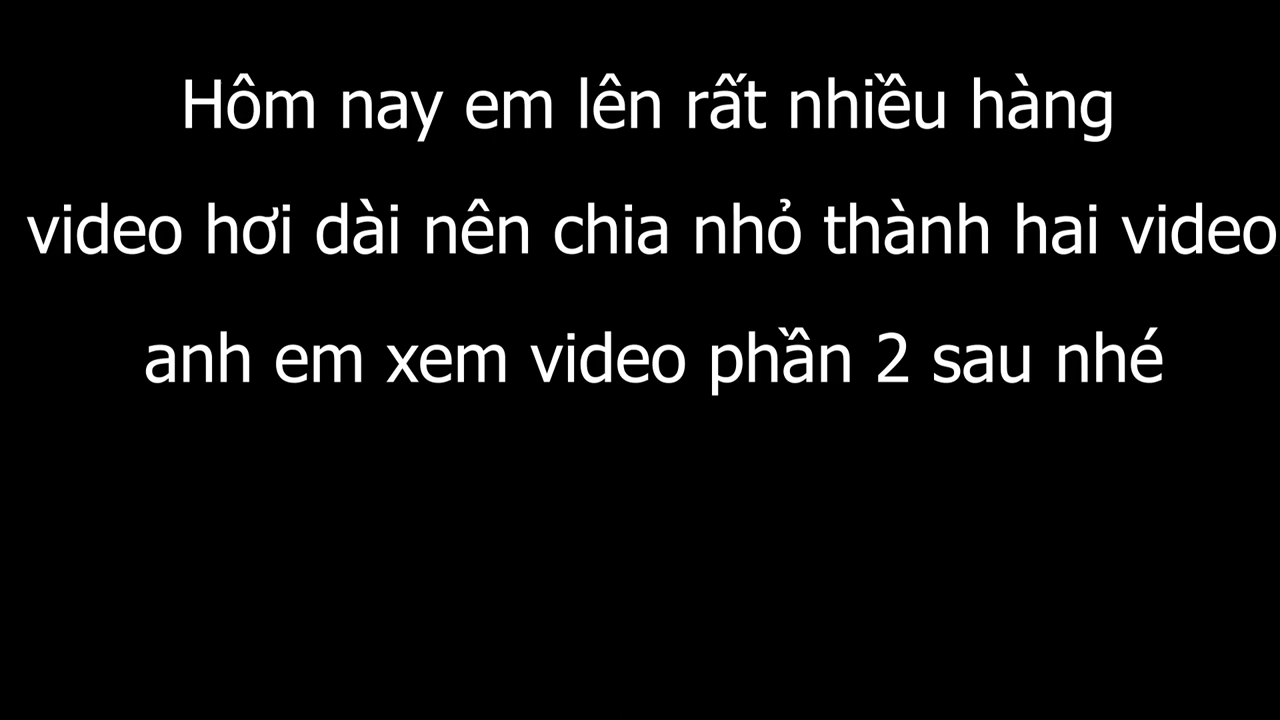 Hôm nay em lên rất nhiều hàng
video hơi dài nên chia nhỏ thành hai video
anh em xem video phần 2 sau nhé